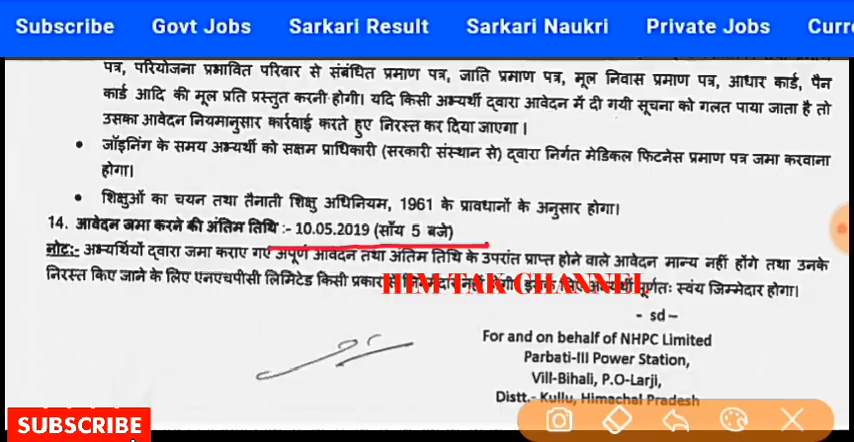 Subscribe Govt Jobs Sarkari Result Sarkari Naukri Private Jobs Curre
पत्र, परियोजना प्रभावित परिवार से संबंधित प्रमाण पत्र, जाति प्रमाण पत्र, मूल निवास प्रमाण पत्र, आधार कार्ड, पैन
कार्ड आदि की मूल प्रति प्रस्तुत करनी होगी। यदि किसी अभ्यर्थी द्वारा आवेदन में दी गयी सूचना को गलत पाया जाता है तो
उसका आवेदन नियमानुसार कार्रवाई करते हुए निरस्त कर दिया जाएगा ।
• जॉइनिंग के समय अभ्यर्थी को सक्षम प्राधिकारी (सरकारी संस्थान से) द्वारा निर्गत मेडिकल फिटनेस प्रमाण पत्र जमा करवाना
होगा।
• शिक्षुओं का चयन तथा तैनाती शिक्षु अधिनियम, 1961 के प्रावधानों के अनुसार होगा।
14. आवेदन जमा करने की अंतिम तिथि :- 10.05.2019 (साँय 5 बजे)
नोट:- अभ्यर्थियों द्वारा जमा कराए गए अपूर्ण आवेदन तथा अंतिम तिथि के उपरांत प्राप्त होने वाले आवेदन मान्य नहीं होंगे तथा उनके
निरस्त किए जाने के लिए एनएचपीसी लिमिटेड किसी प्रकार से जिम्मेदार नहीं होगी। इसके लिए अभ्यर्थी पूर्णतः स्वंय जिम्मेदार होगा।
HIM TAK CHANNEL
- sd –
For and on behalf of NHPC Limited
Parbati-III Power Station,
Vill-Bihali, P.O-Larji,
Distt.- Kullu, Himachal Pradesh
SUBSCRIBE